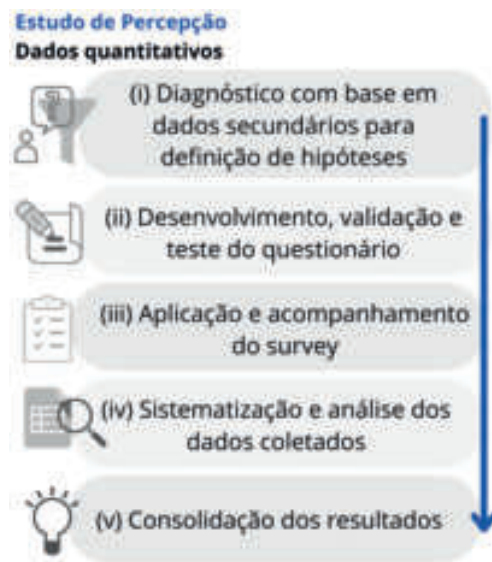 Estudo de Percepção
Dados quantitativos
(i) Diagnóstico com base em
dados secundários para
definição de hipóteses
(ii) Desenvolvimento, validação e
teste do questionário
(iii) Aplicação e acompanhamento
do survey
(iv) Sistematização e análise dos
dados coletados
(v) Consolidação dos resultados